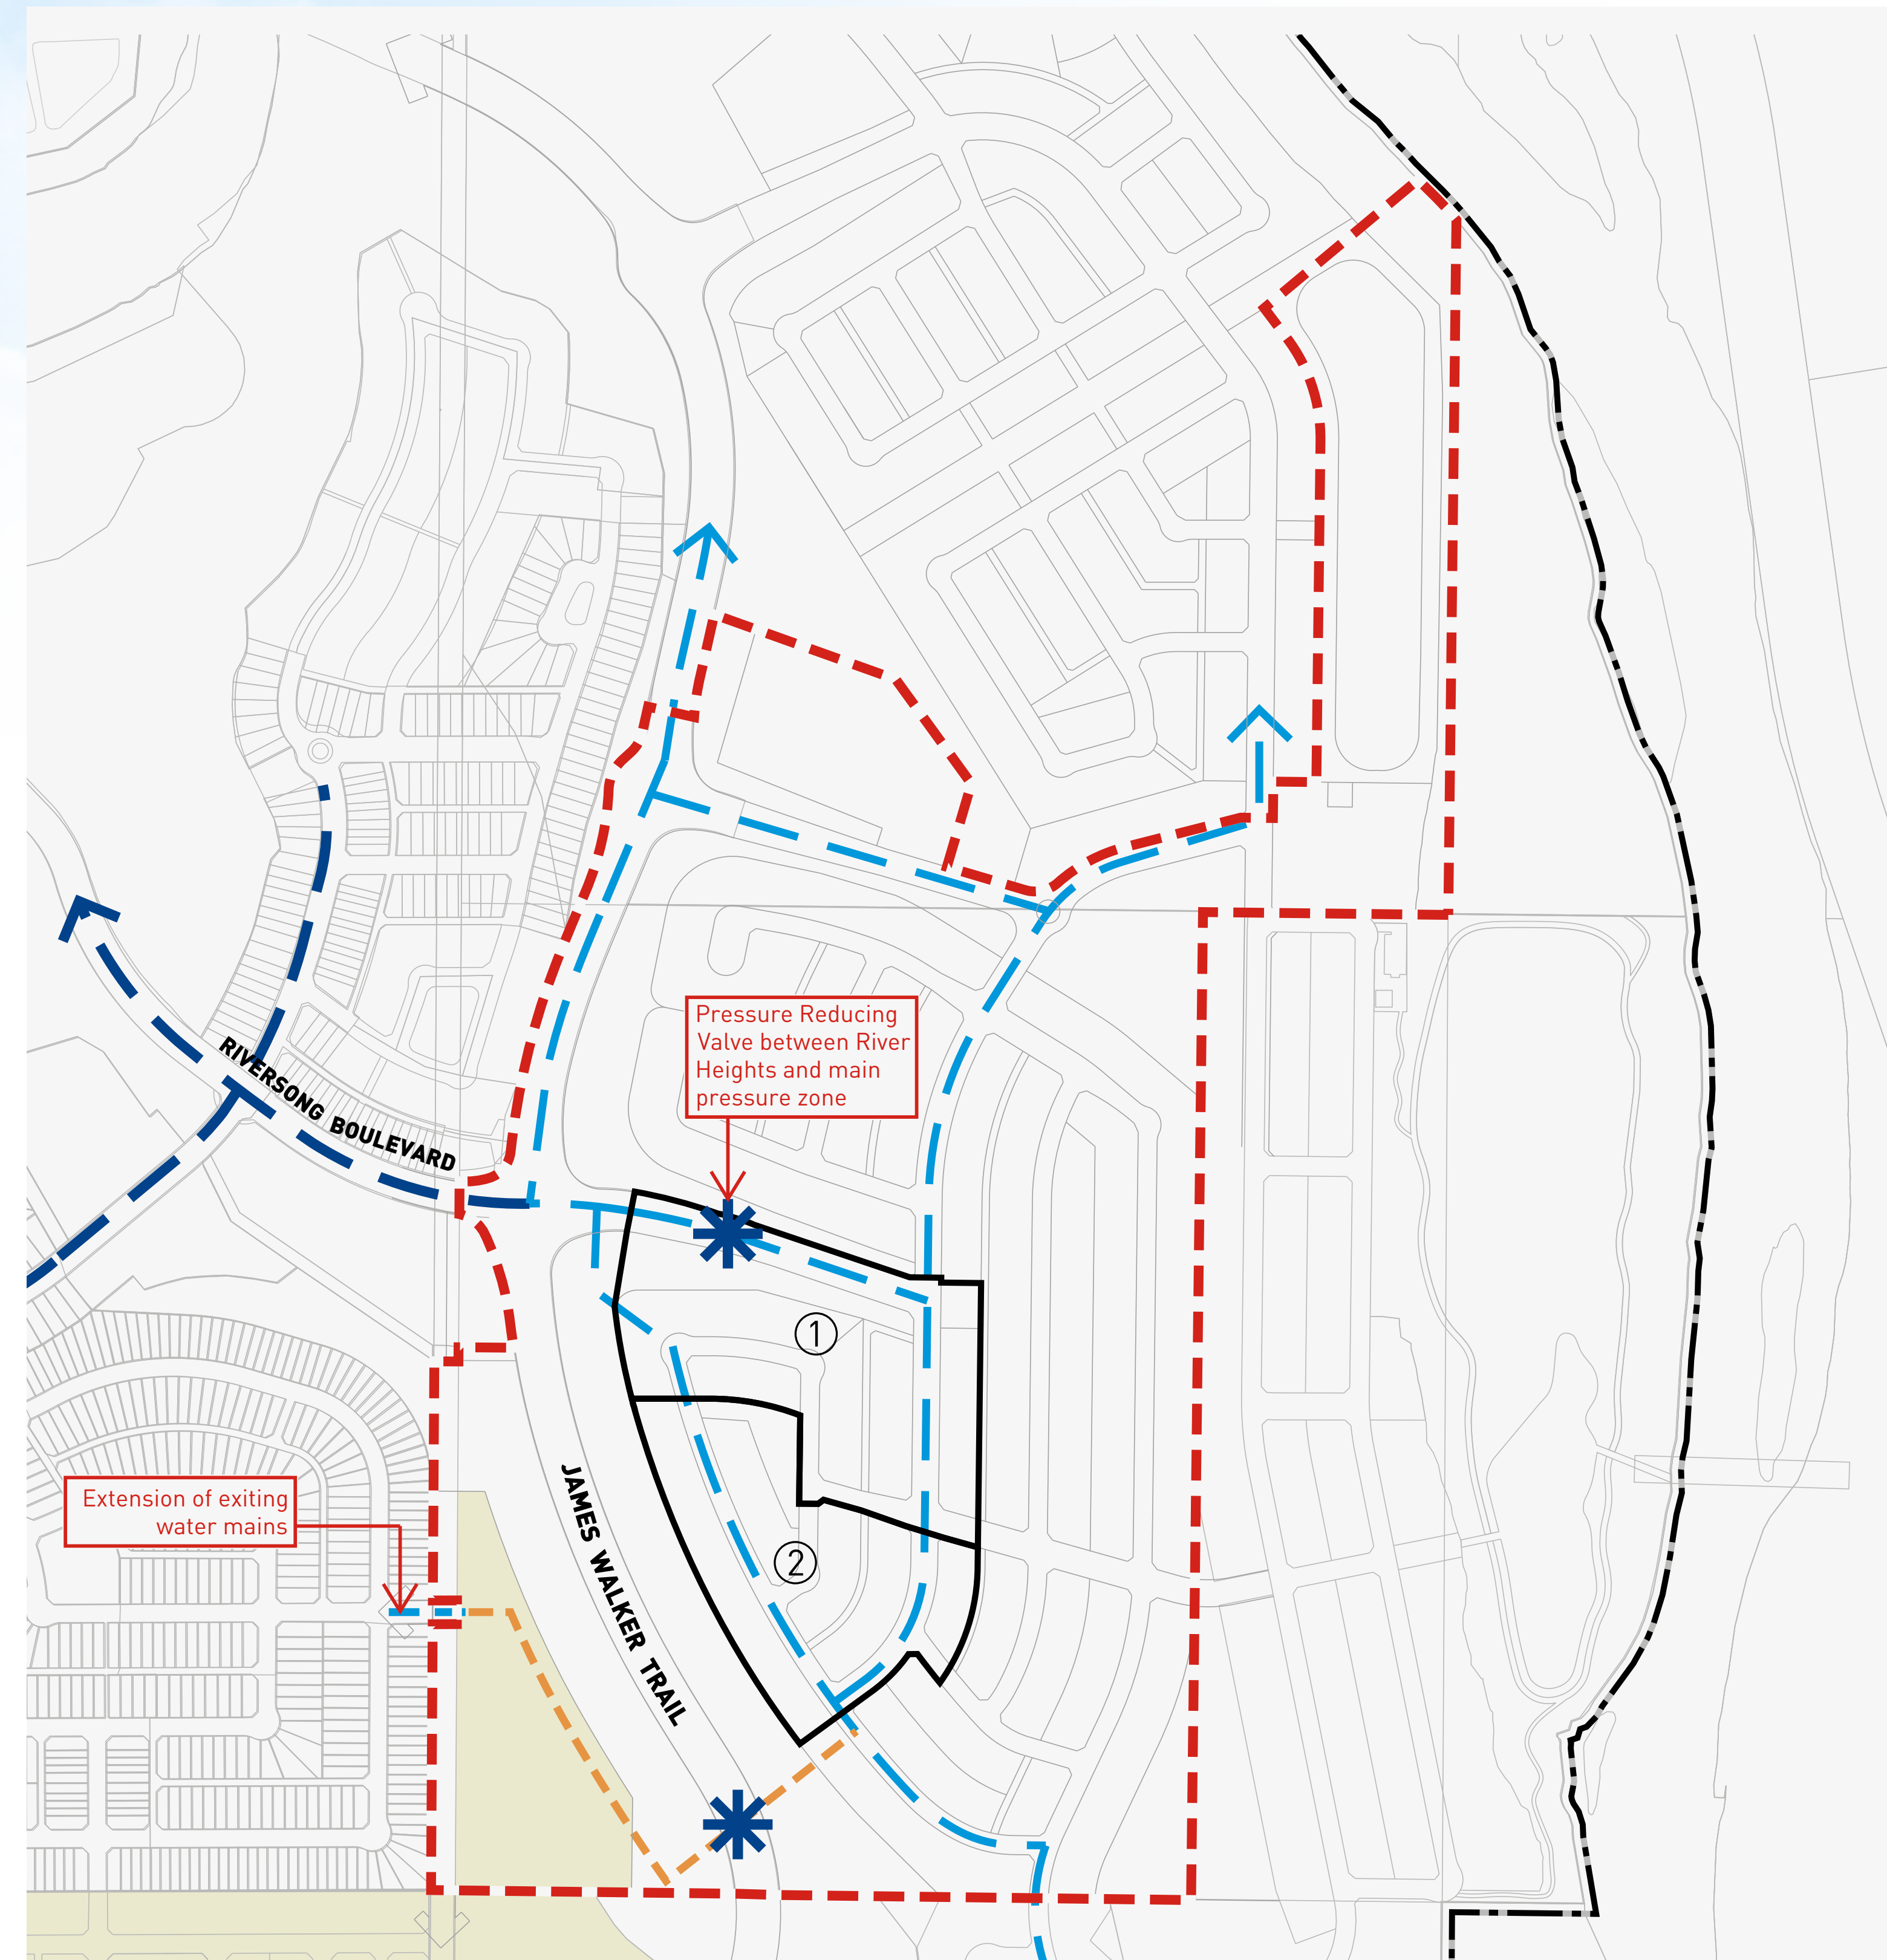 Pressure Reducing
Valve between River
Heights and main
pressure zone
RIVERSONG BOULEVARD
1
Extension of exiting
water mains
JAMES WALKER TRAIL
2